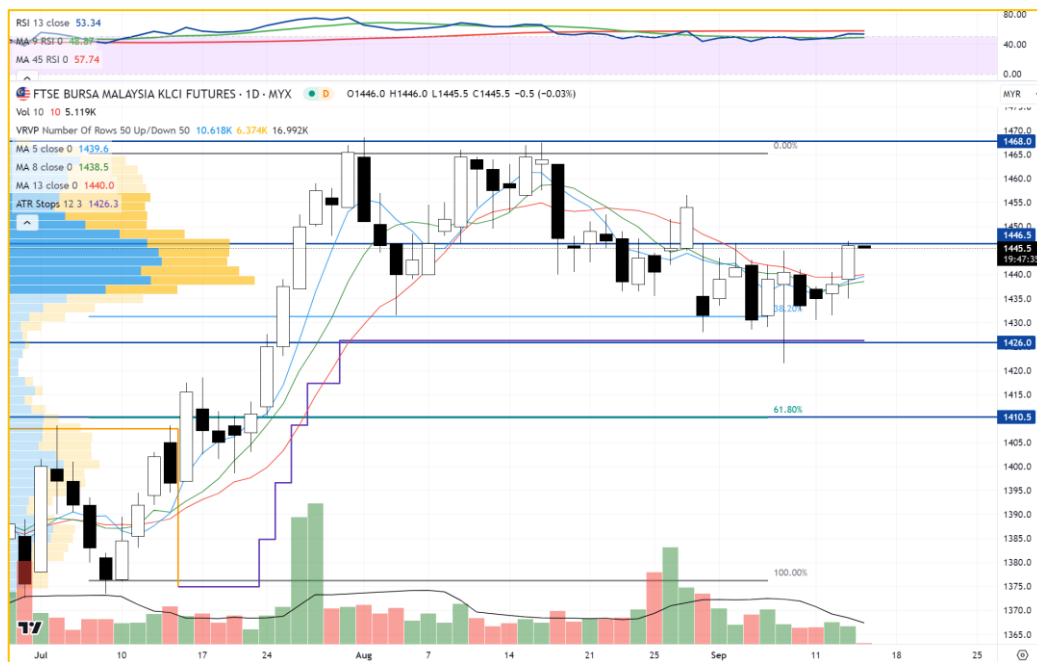 RSI 13 close 53.34
MA 9 RSI 0 48.87
MA 45 RSI 0 57.74
80.00
40.00
0.00
FTSE BURSA MALAYSIA KLCI FUTURES · 1D · MYX D O1446.0 H1446.0 L1445.5 C1445.5 -0.5 (-0.03%)
MYR
Vol 10 10 5.119K
VRVP Number Of Rows 50 Up/Down 50 10.618K 6.374K 16.992K
MA 5 close 0 1439.6
MA 8 close 0 1438.5
MA 13 close 0 1440.0
ATR Stops 12 3 1426.3
0.00%
38.20%
61.80%
100.00%
1475.0
1470.0
1468.0
1465.0
1460.0
1455.0
1450.0
1446.5
1445.5
19:47:35
1440.0
1435.0
1430.0
1426.0
1420.0
1415.0
1410.5
1405.0
1400.0
1395.0
1390.0
1385.0
1380.0
1375.0
1370.0
1365.0
Jul 10 17 24 Aug 7 14 21 25 Sep 11 18 25